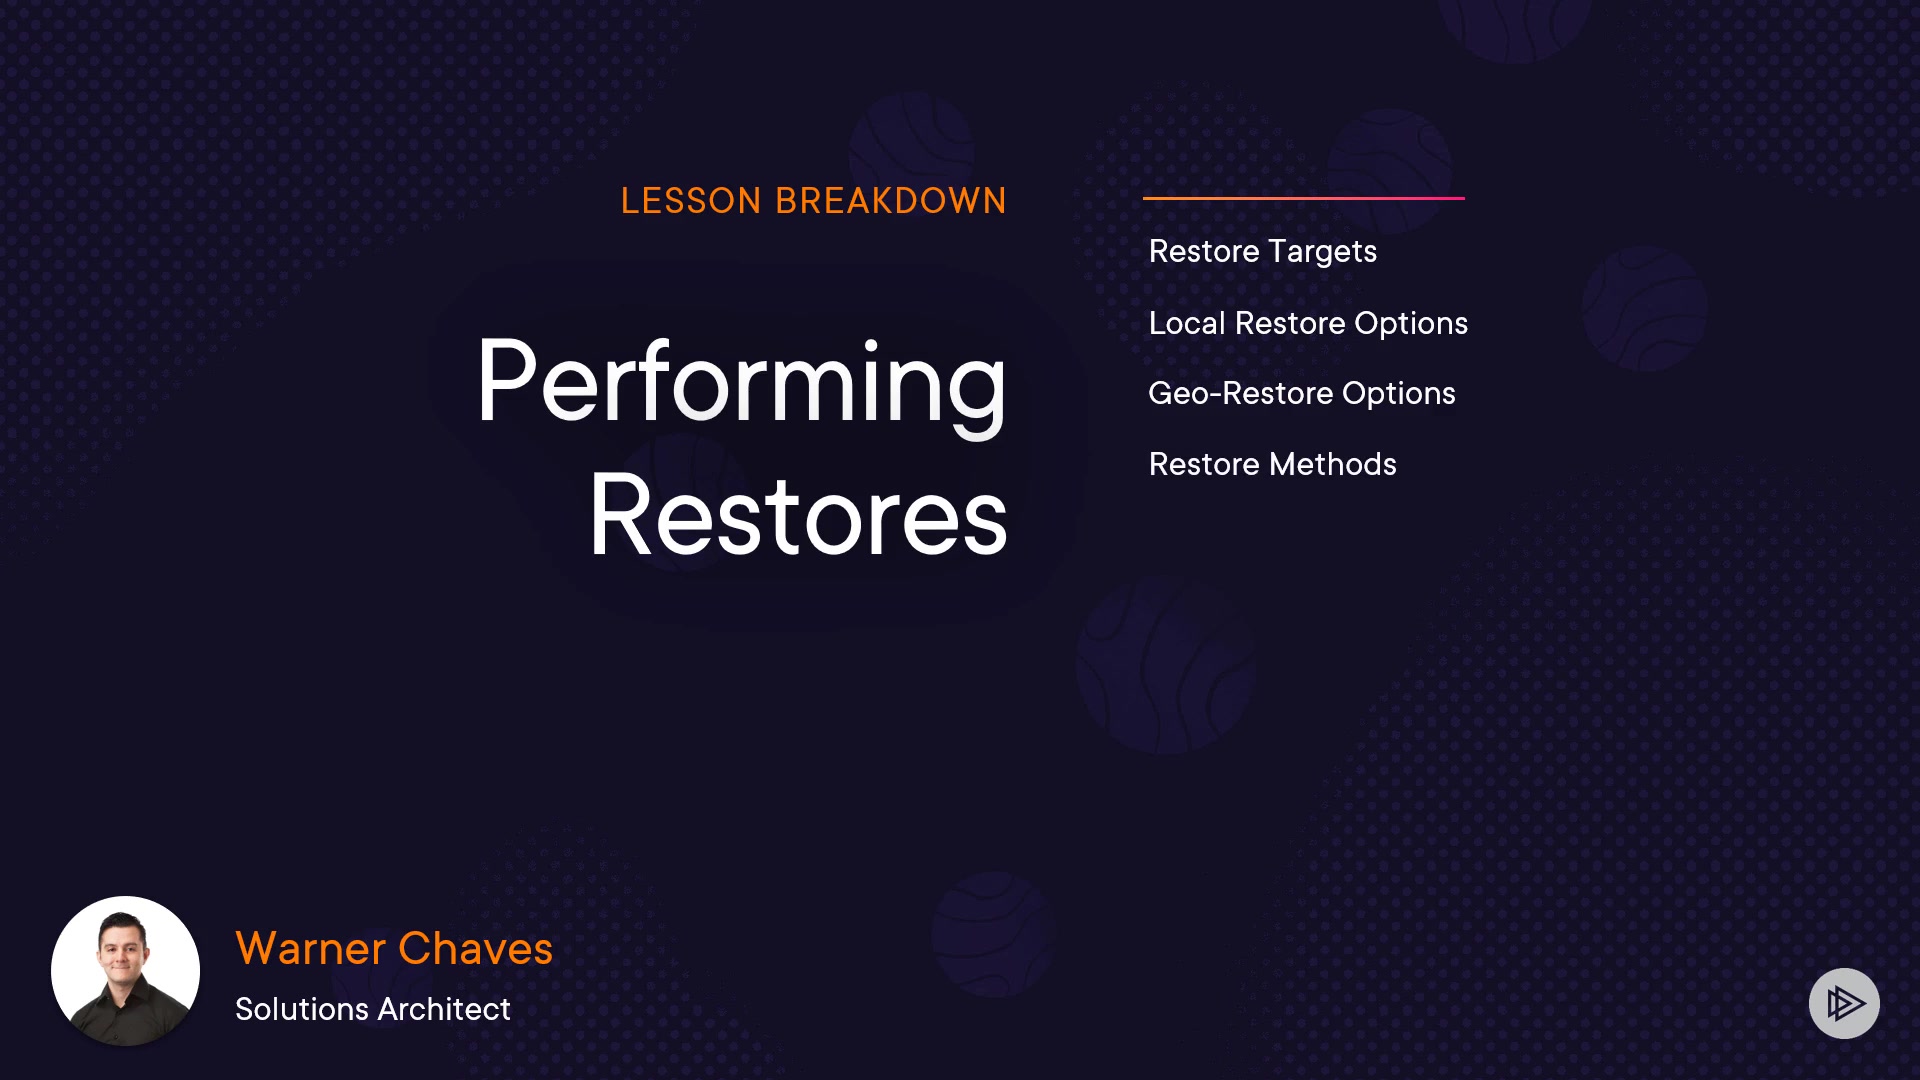 LESSON BREAKDOWN
Performing
Restores
Restore Targets
Local Restore Options
Geo-Restore Options
Restore Methods
Warner Chaves
Solutions Architect